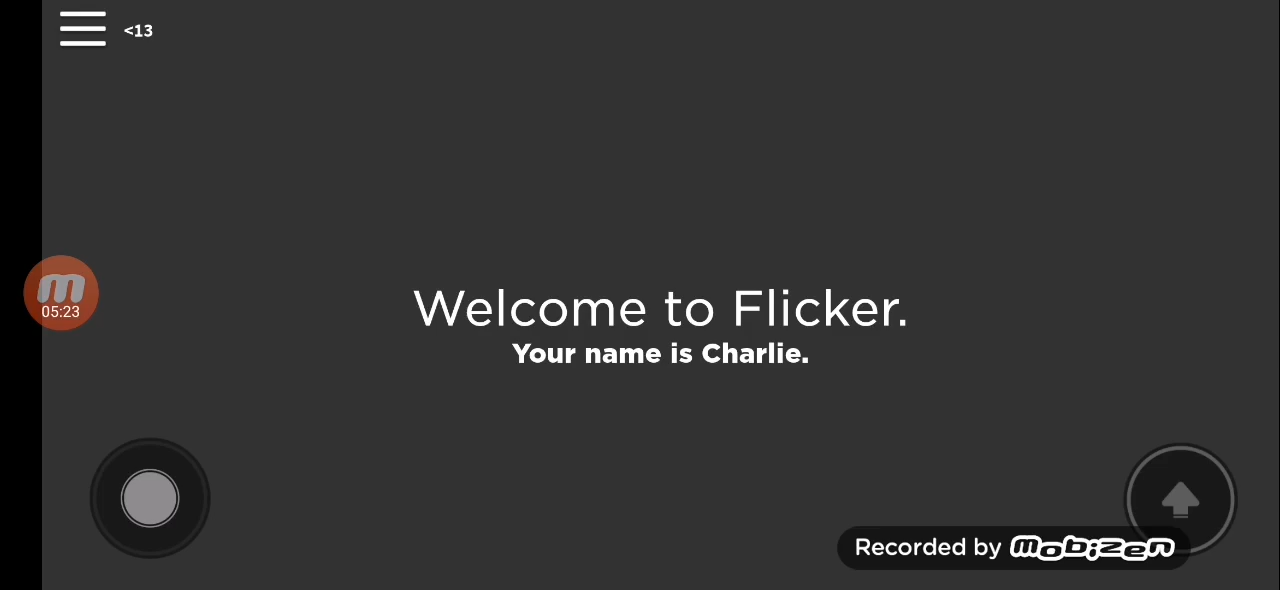 <13
05:23
Welcome to Flicker.
Your name is Charlie.
Recorded by mobizen